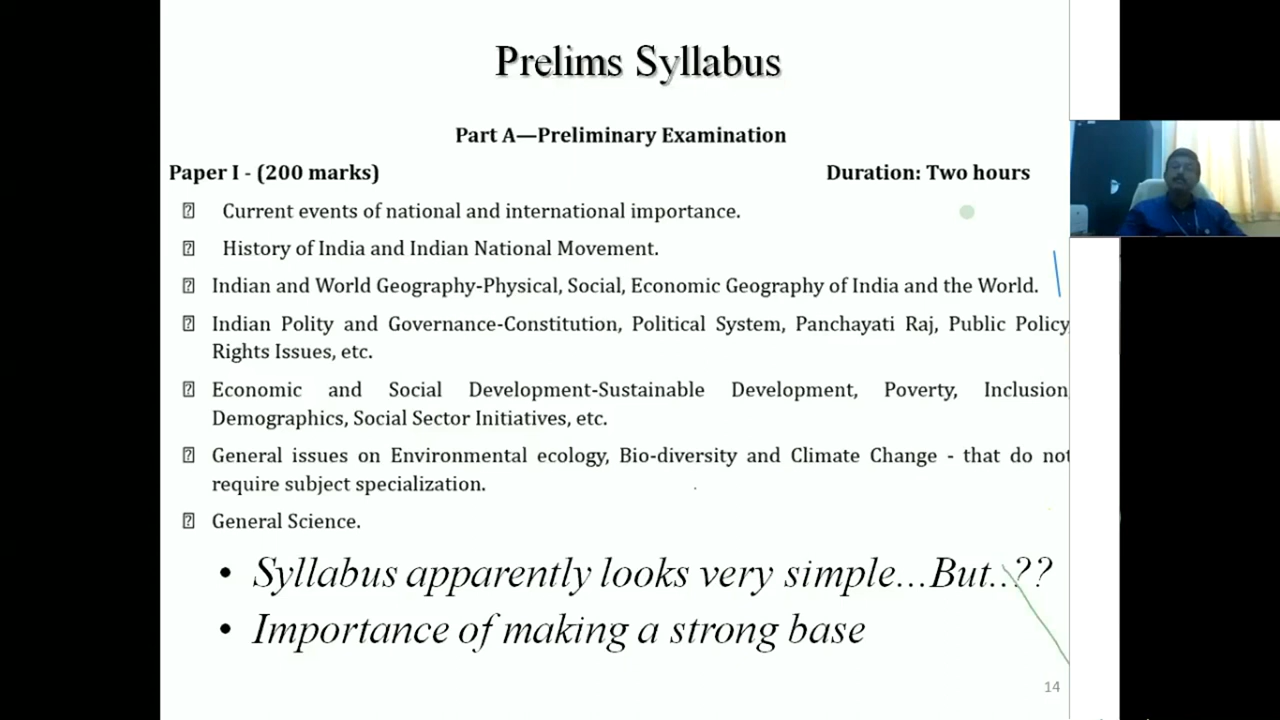 Prelims Syllabus
Part A—Preliminary Examination
Paper I - (200 marks) Duration: Two hours
Current events of national and international importance.
History of India and Indian National Movement.
Indian and World Geography-Physical, Social, Economic Geography of India and the World.
Indian Polity and Governance-Constitution, Political System, Panchayati Raj, Public Policy
Rights Issues, etc.
Economic and Social Development-Sustainable Development, Poverty, Inclusion
Demographics, Social Sector Initiatives, etc.
General issues on Environmental ecology, Bio-diversity and Climate Change - that do not
require subject specialization.
General Science.
• Syllabus apparently looks very simple...But..??
• Importance of making a strong base
14